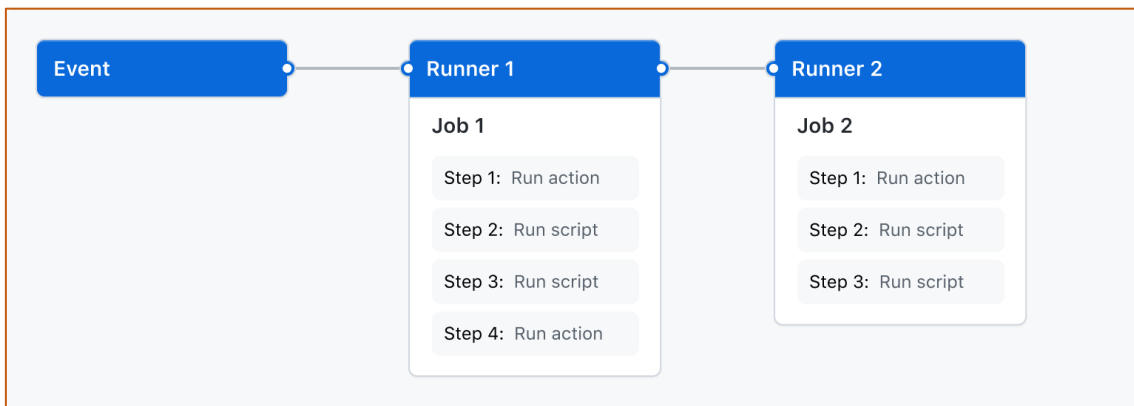 Event
Runner 1
Job 1
Step 1: Run action
Step 2: Run script
Step 3: Run script
Step 4: Run action
Runner 2
Job 2
Step 1: Run action
Step 2: Run script
Step 3: Run script